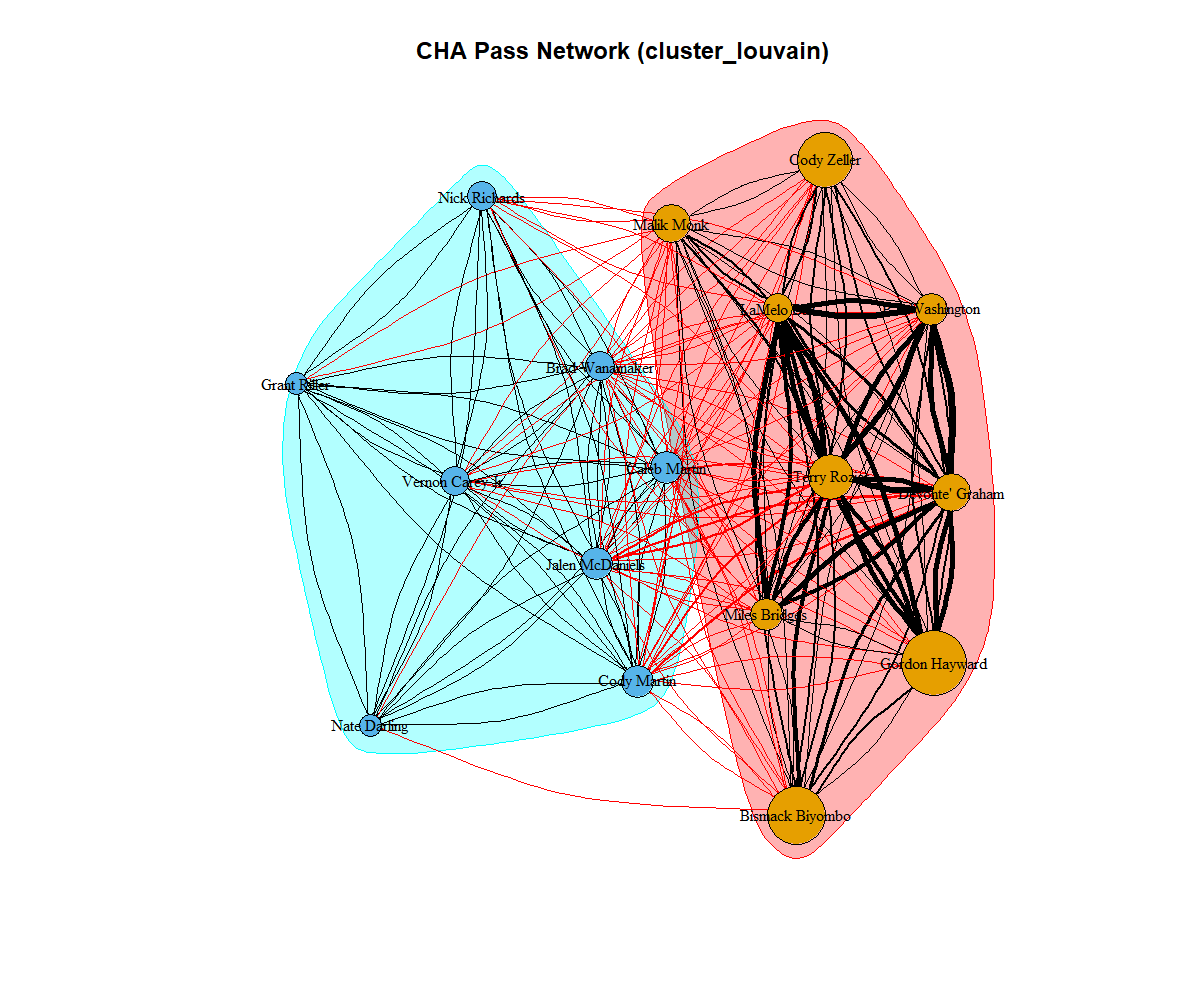 CHA Pass Network (cluster_louvain)
Cody Zeller
Nick Richards
Malik Monk
LaMelo
Washington
Brad Wanamaker
Grant Riller
Caleb Martin
Terry Roz
Vernon Carey Jr.
Devonte' Graham
Jalen McDaniels
Miles Bridges
Gordon Hayward
Cody Martin
Nate Darling
Bismack Biyombo